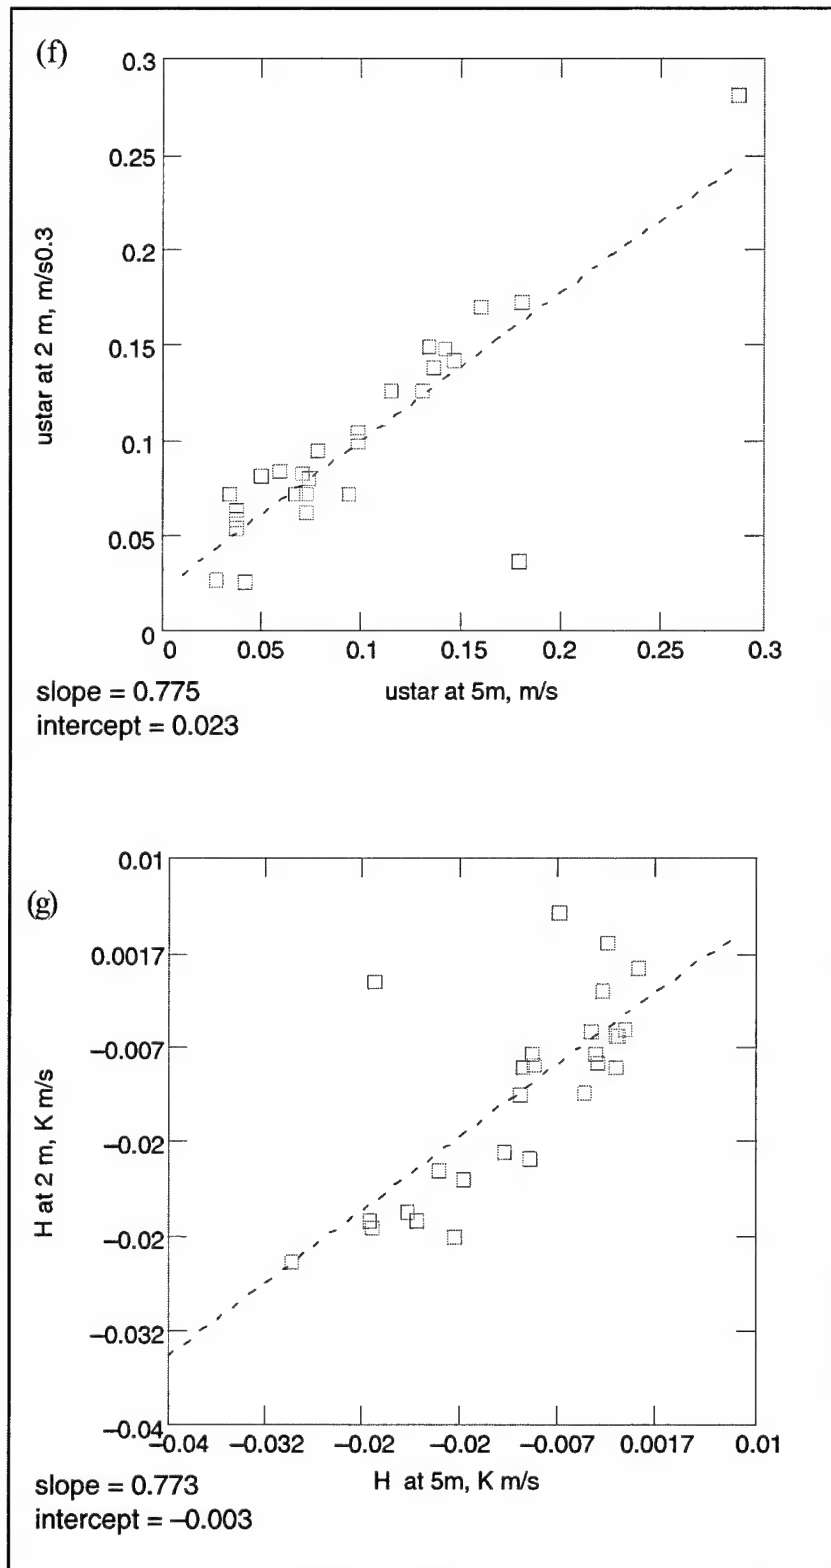 (f)
0.3
0.25
0.2
0.15
0.1
0.05
0
ustar at 2 m, m/s0.3
0 0.05 0.1 0.15 0.2 0.25 0.3
ustar at 5m, m/s
slope = 0.775
intercept = 0.023
(g)
0.01
0.0017
–0.007
–0.02
–0.02
–0.032
–0.04
H at 2 m, K m/s
–0.04 –0.032 –0.02 –0.02 –0.007 0.0017 0.01
H at 5m, K m/s
slope = 0.773
intercept = –0.003